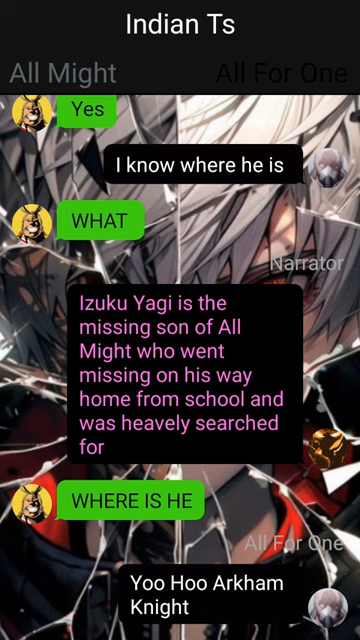 Indian Ts
All Might
All For One
Yes
I know where he is
WHAT
Narrator
Izuku Yagi is the
missing son of All
Might who went
missing on his way
home from school and
was heavely searched
for
WHERE IS HE
All For One
Yoo Hoo Arkham
Knight